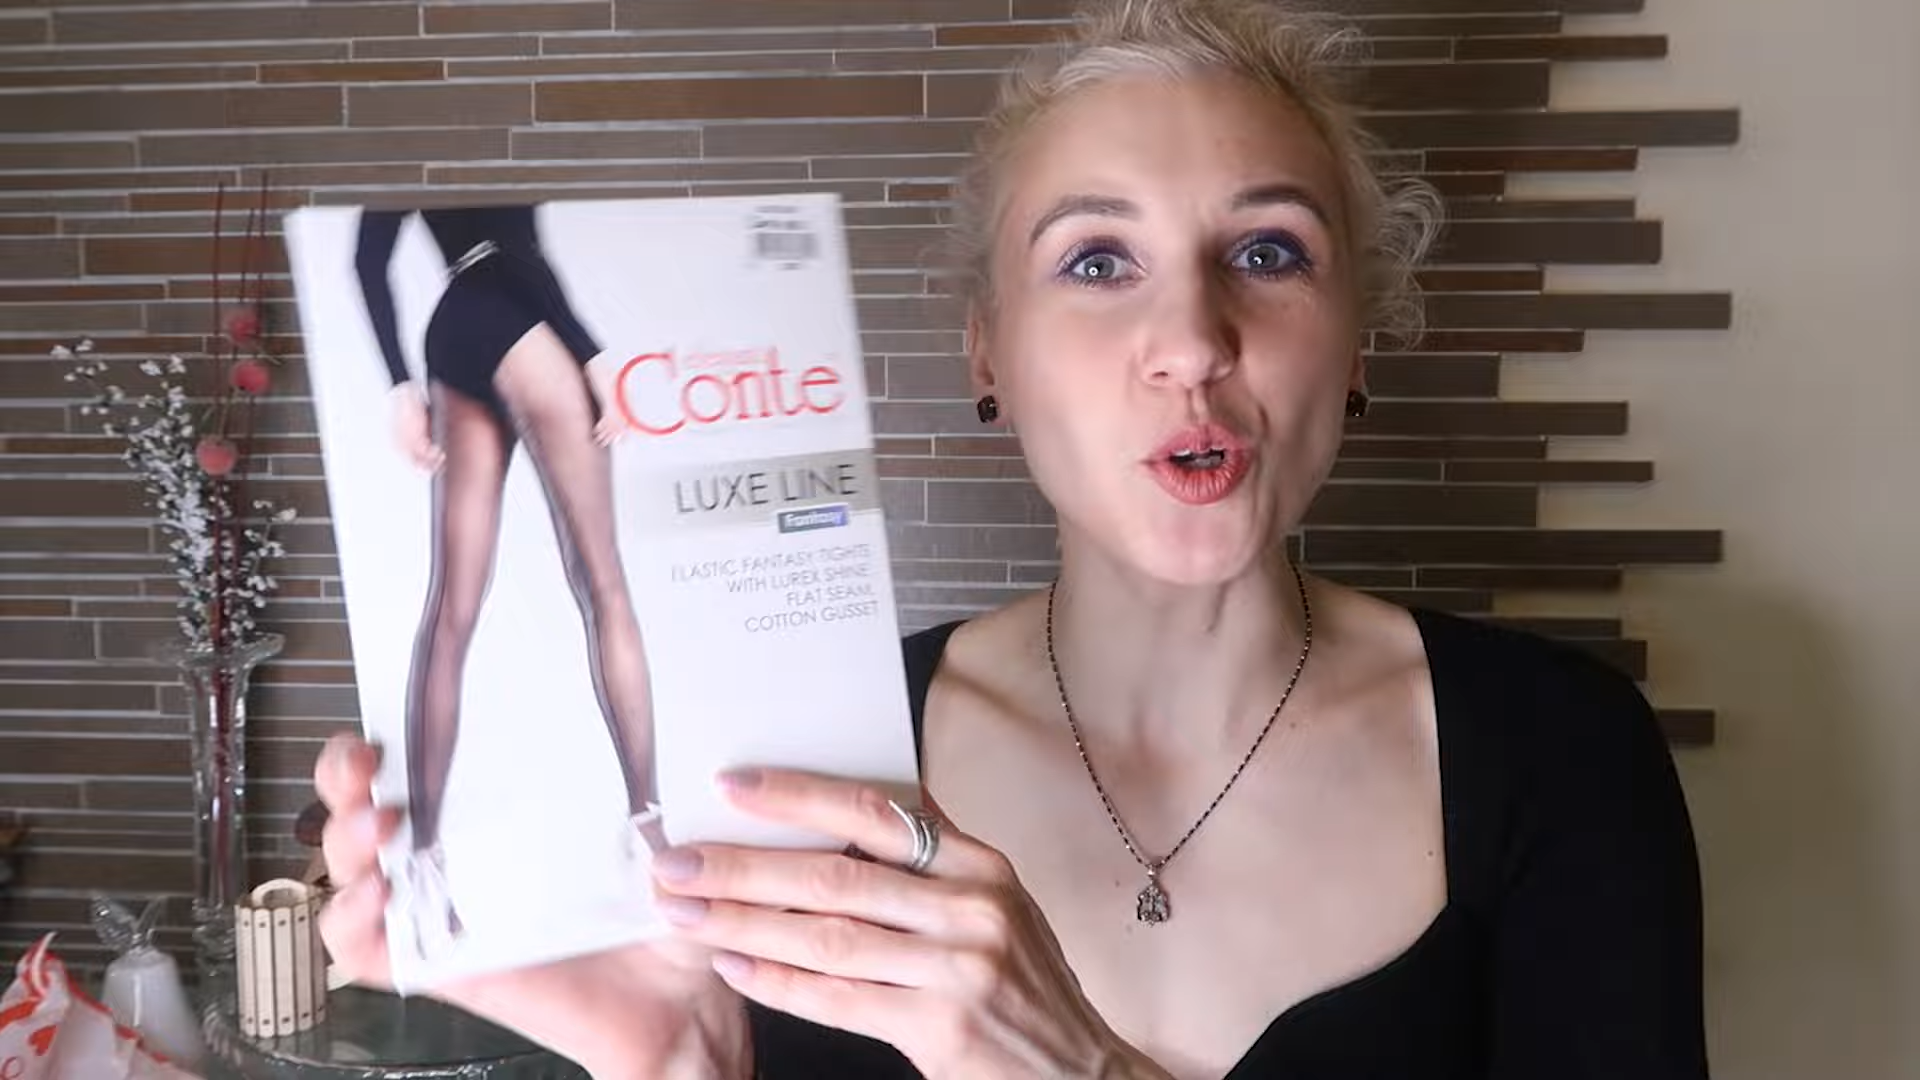 Conte
LUXE LINE
Fantasy
ELASTIC FANTASY TIGHTS
WITH LUREX SHINE
FLAT SEAM,
COTTON GUSSET